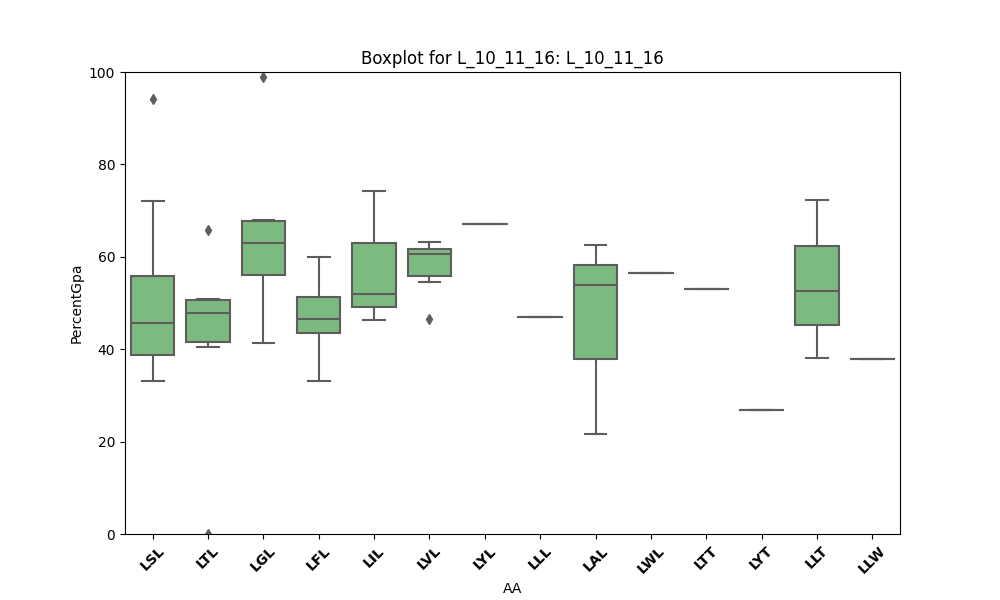 Boxplot for L_10_11_16: L_10_11_16
100
80
60
40
20
0
PercentGpa
LSL LTL LGL LFL LIL LVL LYL LLL LAL LWL LTT LYT LLT LLW
AA